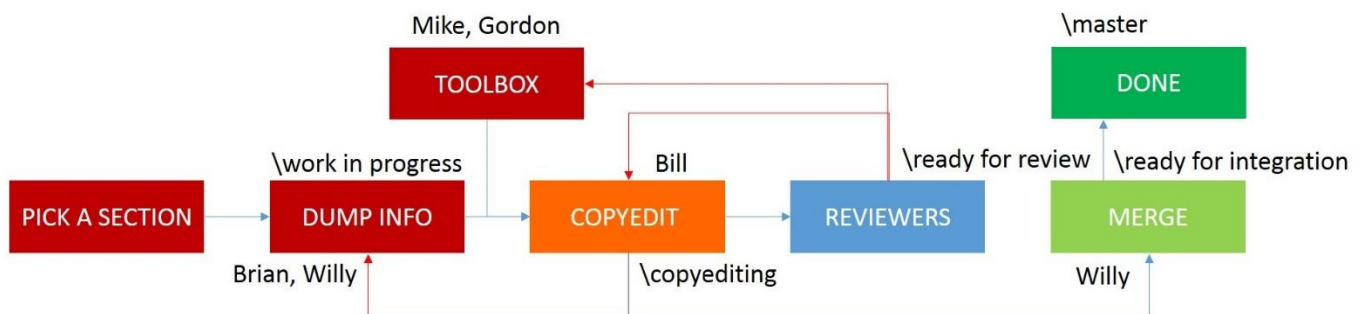 Mike, Gordon
\master
TOOLBOX
DONE
\work in progress
Bill
\ready for review
\ready for integration
PICK A SECTION
DUMP INFO
COPYEDIT
REVIEWERS
MERGE
Brian, Willy
\copyediting
Willy